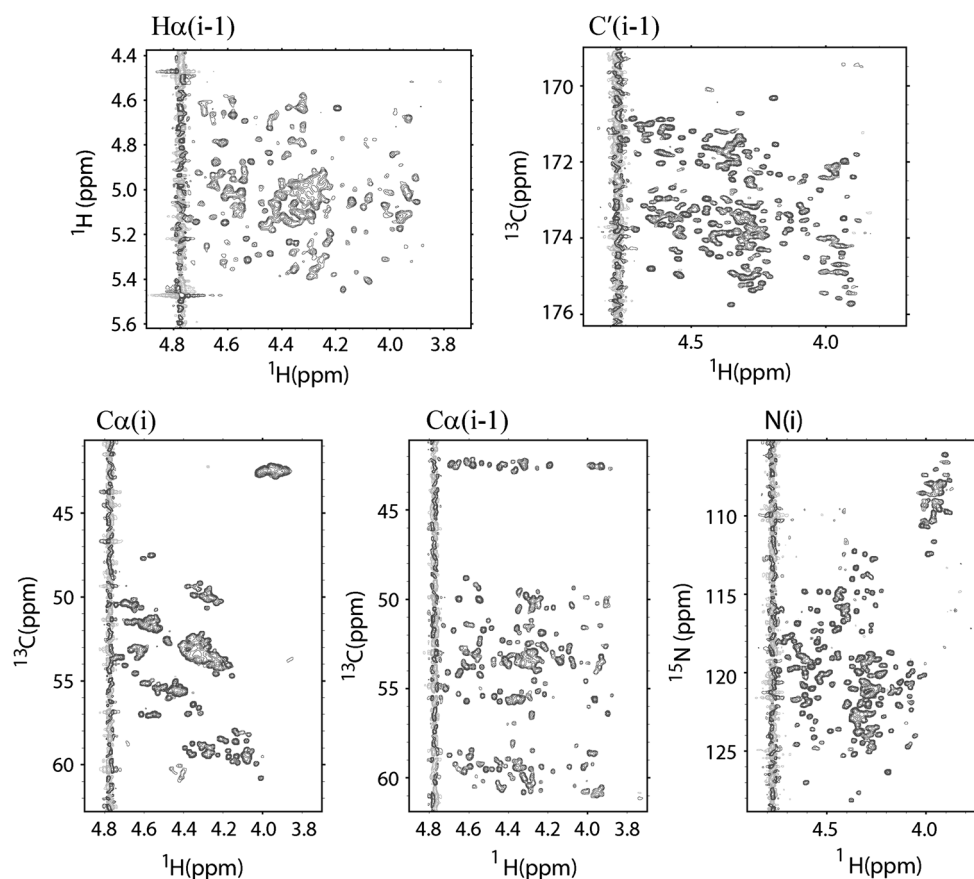 Hα(i-1)
4.4
4.6
4.8
5.0
5.2
5.4
5.6
¹H (ppm)
4.8 4.6 4.4 4.2 4.0 3.8
¹H(ppm)
C′(i-1)
170
172
174
176
¹³C(ppm)
4.5 4.0
¹H(ppm)
Cα(i)
45
50
55
60
¹³C(ppm)
4.8 4.6 4.4 4.2 4.0 3.8
¹H(ppm)
Cα(i-1)
45
50
55
60
¹³C(ppm)
4.8 4.6 4.4 4.2 4.0 3.8
¹H(ppm)
N(i)
110
115
120
125
¹⁵N (ppm)
4.5 4.0
¹H(ppm)